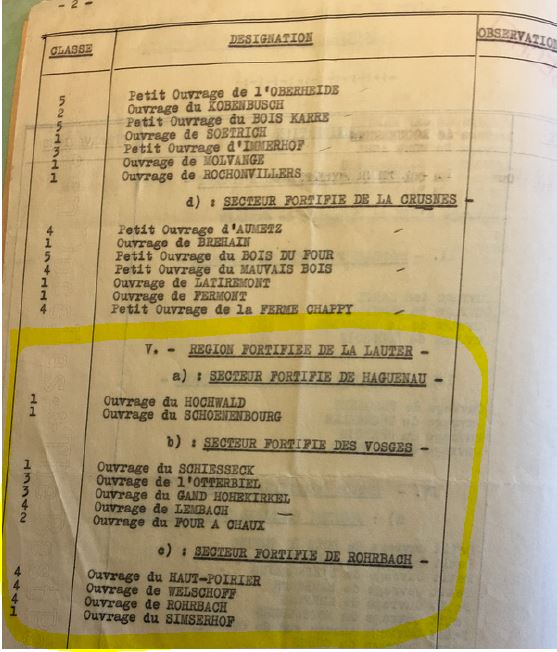 - 2 -
CLASSE DESIGNATION OBSERVATION
5 Petit Ouvrage de l'OBERHEIDE
2 Ouvrage du KOBENBUSCH
5 Petit Ouvrage du BOIS KARRE
1 Ouvrage de SOETRICH
3 Petit Ouvrage d'IMMERHOF
1 Ouvrage de MOLVANGE
1 Ouvrage de ROCHONVILLERS
d) : SECTEUR FORTIFIE DE LA CRUSNES -
4 Petit Ouvrage d'AUMETZ
1 Ouvrage de BREHAIN
5 Petit Ouvrage du BOIS DU FOUR
4 Petit Ouvrage du MAUVAIS BOIS
1 Ouvrage de LATIREMONT
1 Ouvrage de FERMONT
4 Petit Ouvrage de la FERME CHAPPY
V. - REGION FORTIFIEE DE LA LAUTER -
a) : SECTEUR FORTIFIE DE HAGUENAU -
1 Ouvrage du HOCHWALD
1 Ouvrage du SCHOENENBOURG
b) : SECTEUR FORTIFIE DES VOSGES -
1 Ouvrage du SCHIESSECK
3 Ouvrage de l'OTTERBIEL
3 Ouvrage du GAND HOHEKIRKEL
4 Ouvrage de LEMBACH
2 Ouvrage du FOUR A CHAUX
c) : SECTEUR FORTIFIE DE ROHRBACH -
4 Ouvrage du HAUT-POIRIER
4 Ouvrage de WELSCHOFF
4 Ouvrage de ROHRBACH
1 Ouvrage du SIMSERHOF